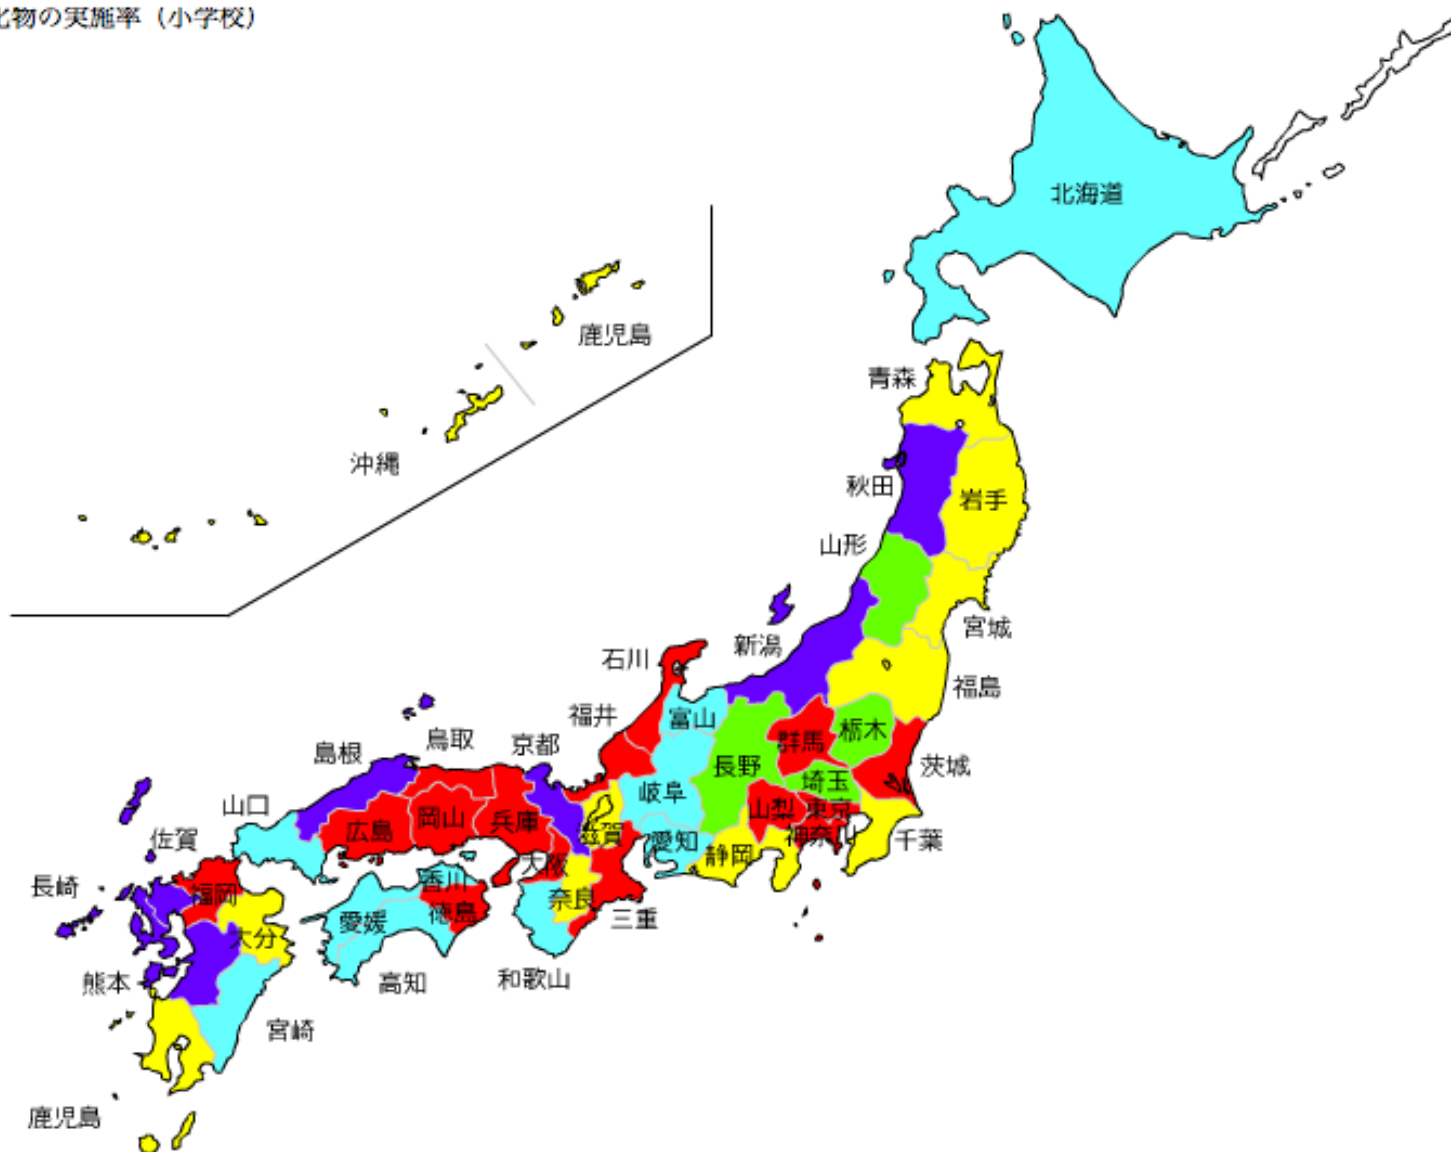 化物の実施率（小学校）
北海道
鹿児島
青森
沖縄
秋田
岩手
山形
宮城
新潟
石川
福島
福井
富山
栃木
群馬
鳥取
京都
島根
長野
茨城
埼玉
岐阜
山口
山梨
東京
岡山
兵庫
広島
滋賀
神奈川
愛知
千葉
佐賀
静岡
大阪
香川
長崎
福岡
奈良
徳島
三重
愛媛
大分
和歌山
高知
熊本
宮崎
鹿児島